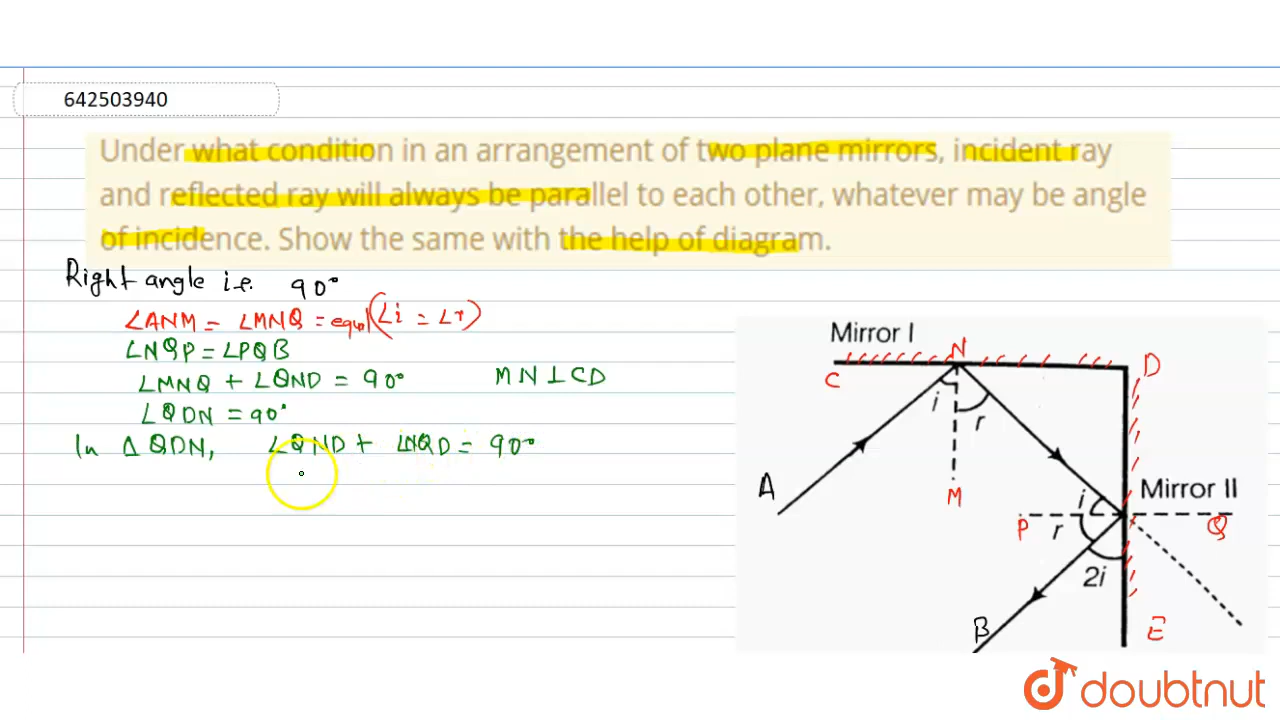 642503940
Under what condition in an arrangement of two plane mirrors, incident ray
and reflected ray will always be parallel to each other, whatever may be angle
of incidence. Show the same with the help of diagram.
Right angle i.e. 90°
∠ANM = ∠MNQ = equal (∠i = ∠r)
∠NQP = ∠PQB
∠MNQ + ∠QND = 90° MN ⊥ CD
∠QDN = 90°
In Δ QDN, ∠QND + ∠NQD = 90°
Mirror I
N
D
C
i
r
A
M
i
Mirror II
P
r
Q
2i
B
E
doubtnut